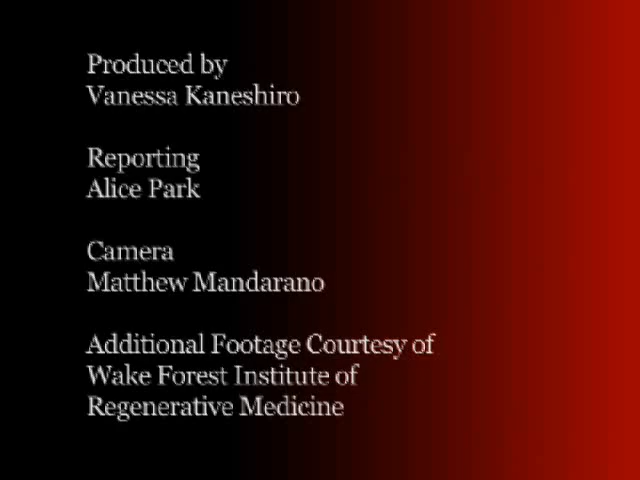 Produced by
Vanessa Kaneshiro
Reporting
Alice Park
Camera
Matthew Mandarano
Additional Footage Courtesy of
Wake Forest Institute of
Regenerative Medicine